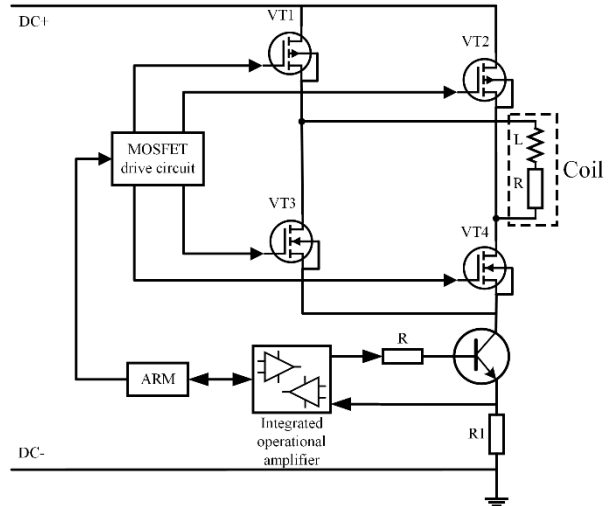 DC+
VT1
VT2
MOSFET
drive circuit
L
R
Coil
VT3
VT4
R
ARM
Integrated
operational
amplifier
R1
DC-